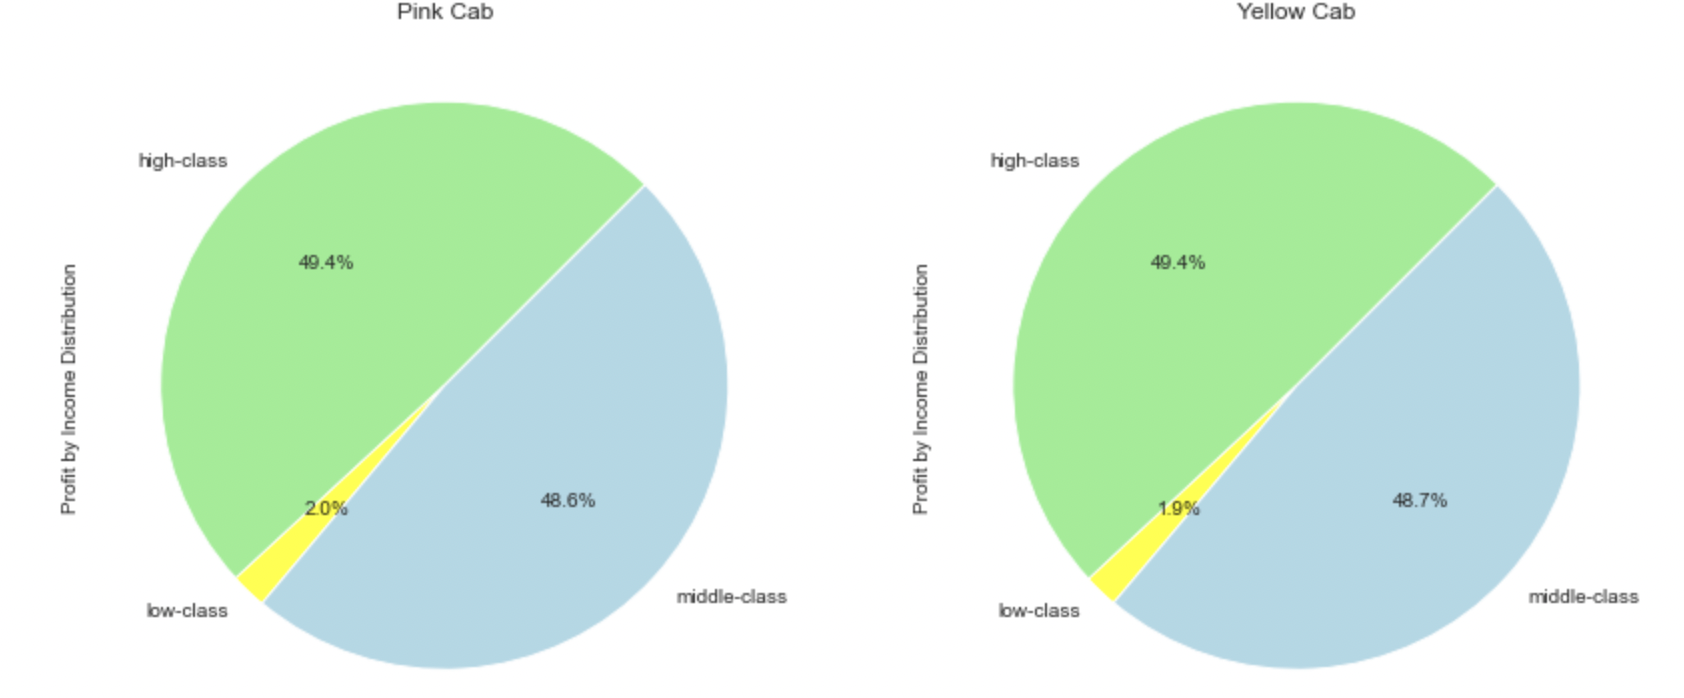 Pink Cab
high-class
49.4%
Profit by Income Distribution
2.0%
48.6%
low-class
middle-class
Yellow Cab
high-class
49.4%
Profit by Income Distribution
1.9%
48.7%
low-class
middle-class